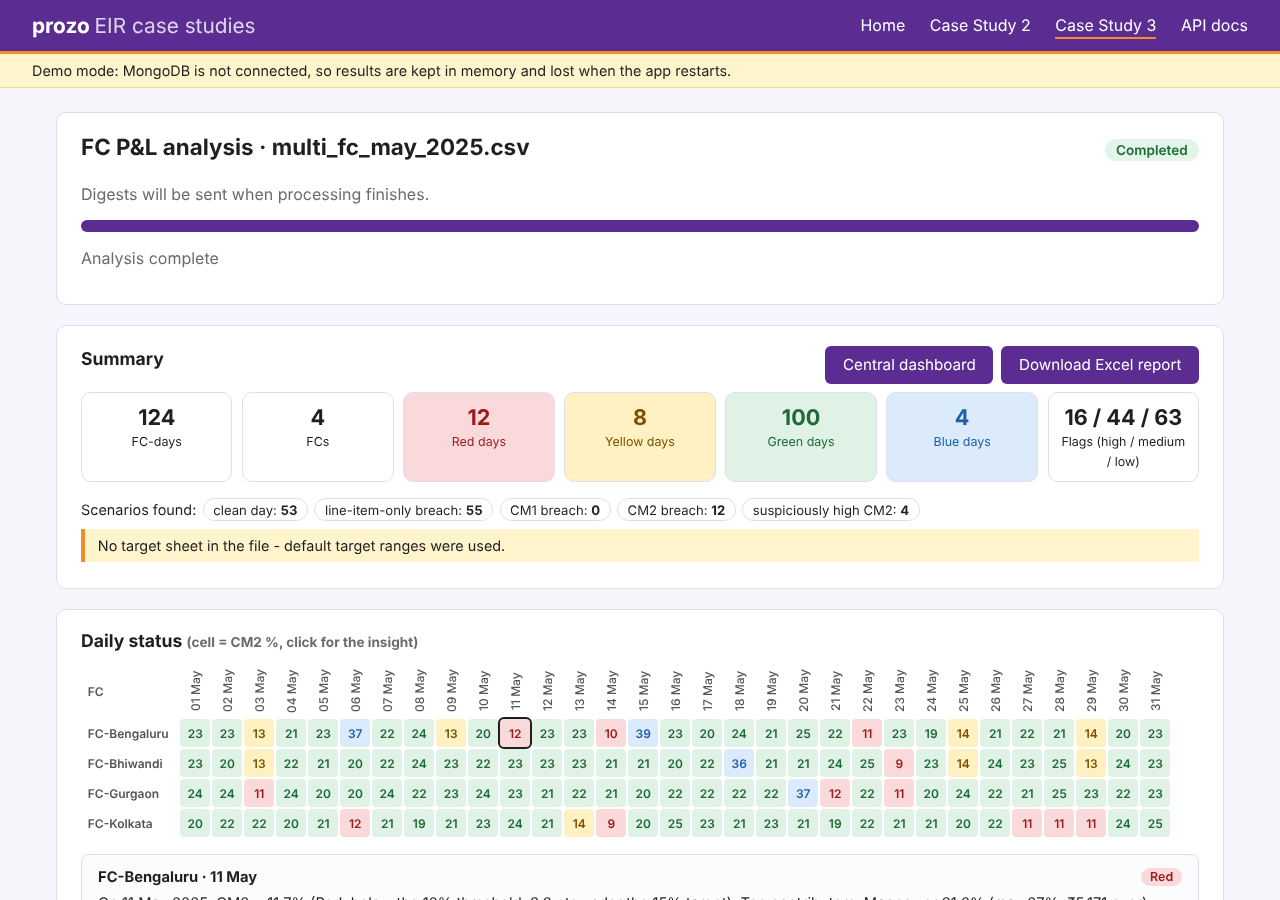 prozo EIR case studies
Home Case Study 2 Case Study 3 API docs
Demo mode: MongoDB is not connected, so results are kept in memory and lost when the app restarts.
FC P&L analysis · multi_fc_may_2025.csv
Completed
Digests will be sent when processing finishes.
Analysis complete
Summary
Central dashboard Download Excel report
124 4 12 8 100 4 16 / 44 / 63
FC-days FCs Red days Yellow days Green days Blue days Flags (high / medium
/ low)
Scenarios found: clean day: 53 line-item-only breach: 55 CM1 breach: 0 CM2 breach: 12 suspiciously high CM2: 4
No target sheet in the file - default target ranges were used.
Daily status (cell = CM2 %, click for the insight)
FC 01 May 02 May 03 May 04 May 05 May 06 May 07 May 08 May 09 May 10 May 11 May 12 May 13 May 14 May 15 May 16 May 17 May 18 May 19 May 20 May 21 May 22 May 23 May 24 May 25 May 26 May 27 May 28 May 29 May 30 May 31 May
FC-Bengaluru 23 23 13 21 23 37 22 24 13 20 12 23 23 10 39 23 20 24 21 25 22 11 23 19 14 21 22 21 14 20 23
FC-Bhiwandi 23 20 13 22 21 20 22 24 23 22 23 23 23 21 21 20 22 36 21 21 24 25 9 23 14 24 23 25 13 24 23
FC-Gurgaon 24 24 11 24 20 20 24 22 23 24 23 21 22 21 20 22 22 22 22 37 12 22 11 20 24 22 21 25 23 22 23
FC-Kolkata 20 22 22 20 21 12 21 19 21 23 24 21 14 9 20 25 23 21 23 21 19 22 21 21 20 22 11 11 11 24 25
FC-Bengaluru · 11 May
Red